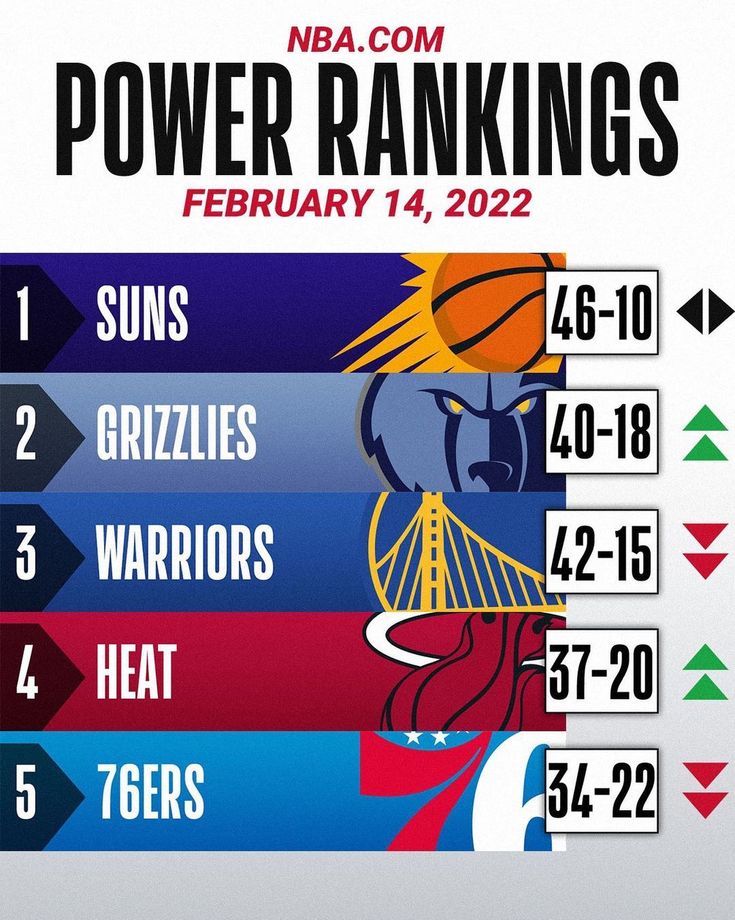 NBA.COM
POWER RANKINGS
FEBRUARY 14, 2022
1 SUNS 46-10
2 GRIZZLIES 40-18
3 WARRIORS 42-15
4 HEAT 37-20
5 76ERS 76 34-22